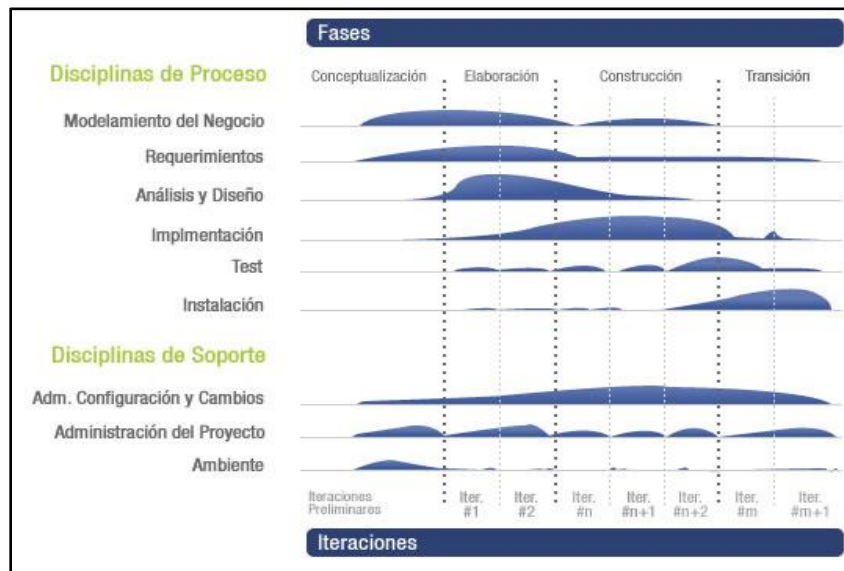 Fases
Disciplinas de Proceso
Conceptualización Elaboración Construcción Transición
Modelamiento del Negocio
Requerimientos
Análisis y Diseño
Implmentación
Test
Instalación
Disciplinas de Soporte
Adm. Configuración y Cambios
Administración del Proyecto
Ambiente
Iteraciones Iter. Iter. Iter. Iter. Iter. Iter. Iter.
Preliminares #1 #2 #n #n+1 #n+2 #m #m+1
Iteraciones